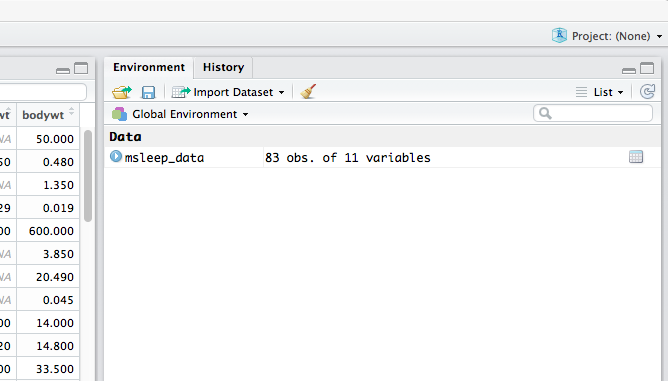 Project: (None)
Environment History
Import Dataset List
Global Environment
wt bodywt
Data
NA 50.000
msleep_data 83 obs. of 11 variables
50 0.480
NA 1.350
29 0.019
00 600.000
NA 3.850
NA 20.490
NA 0.045
00 14.000
20 14.800
00 33.500